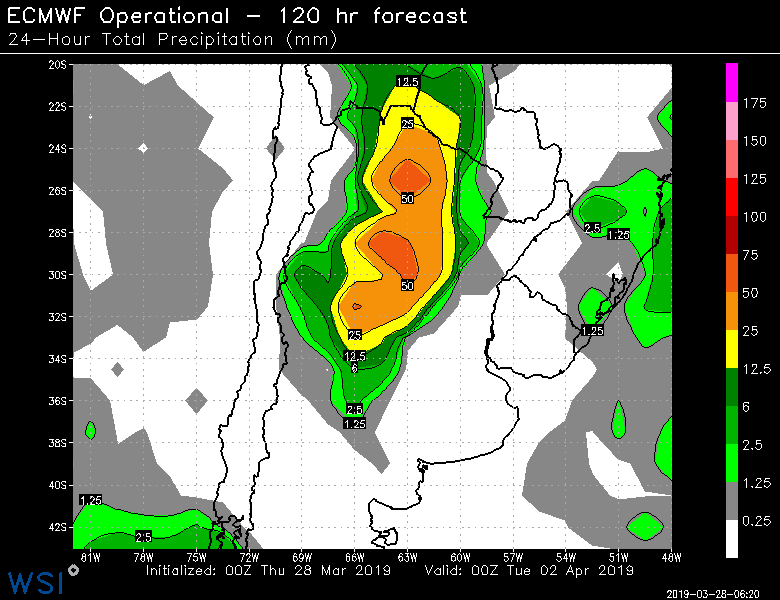 ECMWF Operational – 120 hr forecast
24–Hour Total Precipitation (mm)
20S
22S
24S
26S
28S
30S
32S
34S
36S
38S
40S
42S
12.5
25
50
50
25
12.5
6
2.5
1.25
2.5
1.25
1.25
1.25
2.5
175
150
125
100
75
50
25
12.5
6
2.5
1.25
0.25
81W 78W 75W 72W 69W 66W 63W 60W 57W 54W 51W 48W
Initialized: 00Z Thu 28 Mar 2019 Valid: 00Z Tue 02 Apr 2019
WSI
2019-03-28-06:20